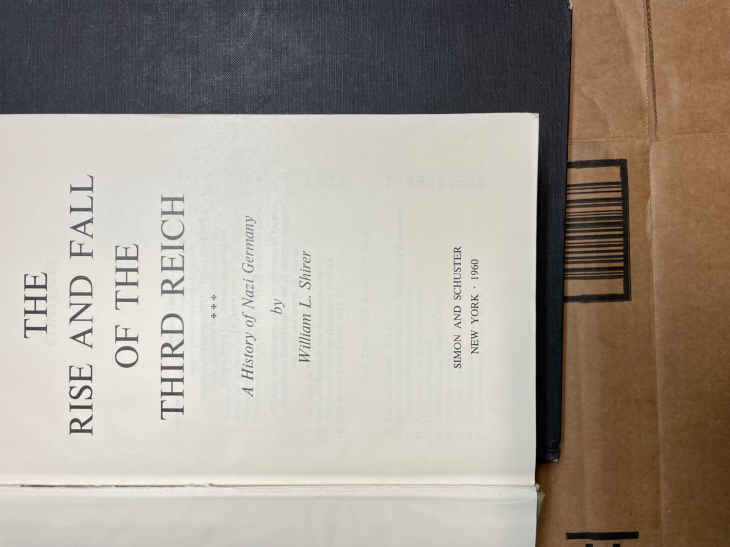 THE
RISE AND FALL
OF THE
THIRD REICH
***
A History of Nazi Germany
by
William L. Shirer
SIMON AND SCHUSTER
NEW YORK · 1960